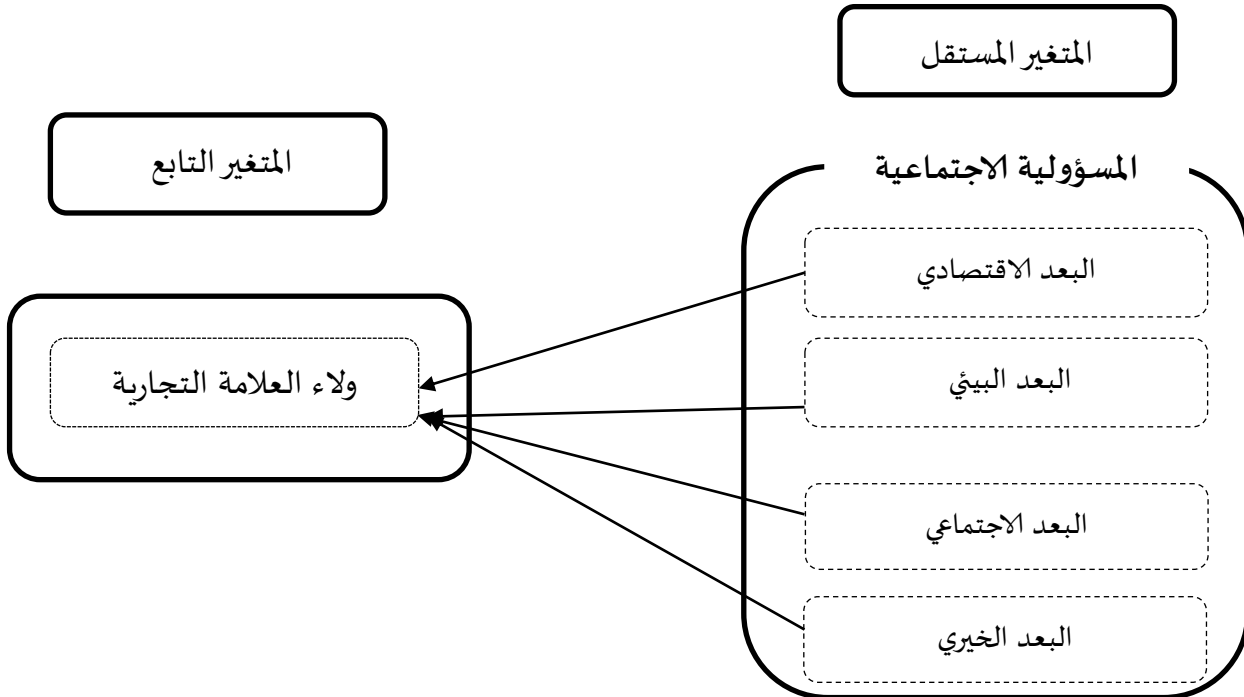 المتغير المستقل
المتغير التابع
المسؤولية الاجتماعية
البعد الاقتصادي
البعد البيئي
ولاء العلامة التجارية
البعد الاجتماعي
البعد الخيري